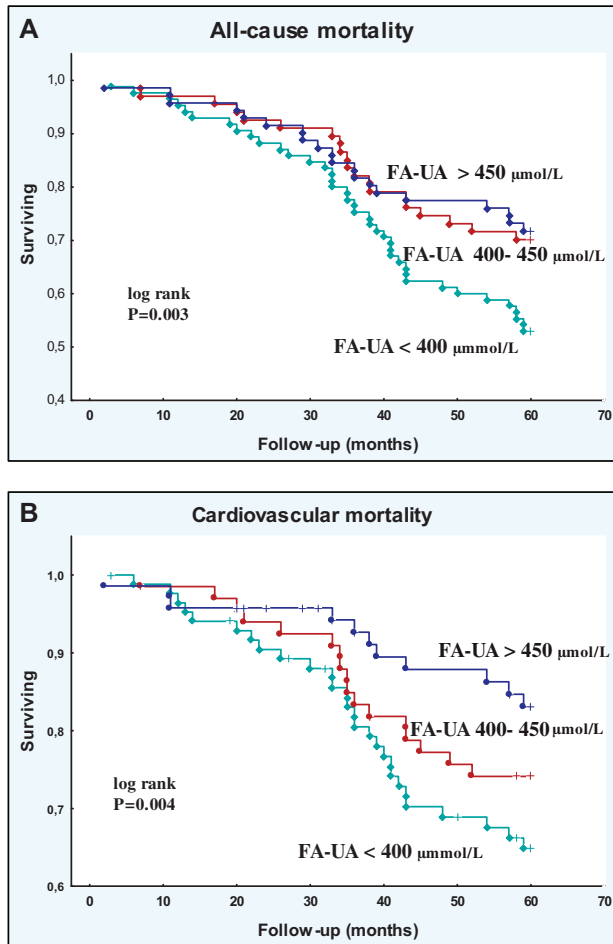 A
All-cause mortality
1,0
0,9
0,8
0,7
0,6
0,5
0,4
Surviving
FA-UA > 450 µmol/L
FA-UA 400- 450 µmol/L
FA-UA < 400 µmmol/L
log rank
P=0.003
0 10 20 30 40 50 60 70
Follow-up (months)
B
Cardiovascular mortality
1,0
0,9
0,8
0,7
0,6
Surviving
FA-UA > 450 µmol/L
FA-UA 400- 450 µmol/L
FA-UA < 400 µmmol/L
log rank
P=0.004
0 10 20 30 40 50 60 70
Follow-up (months)